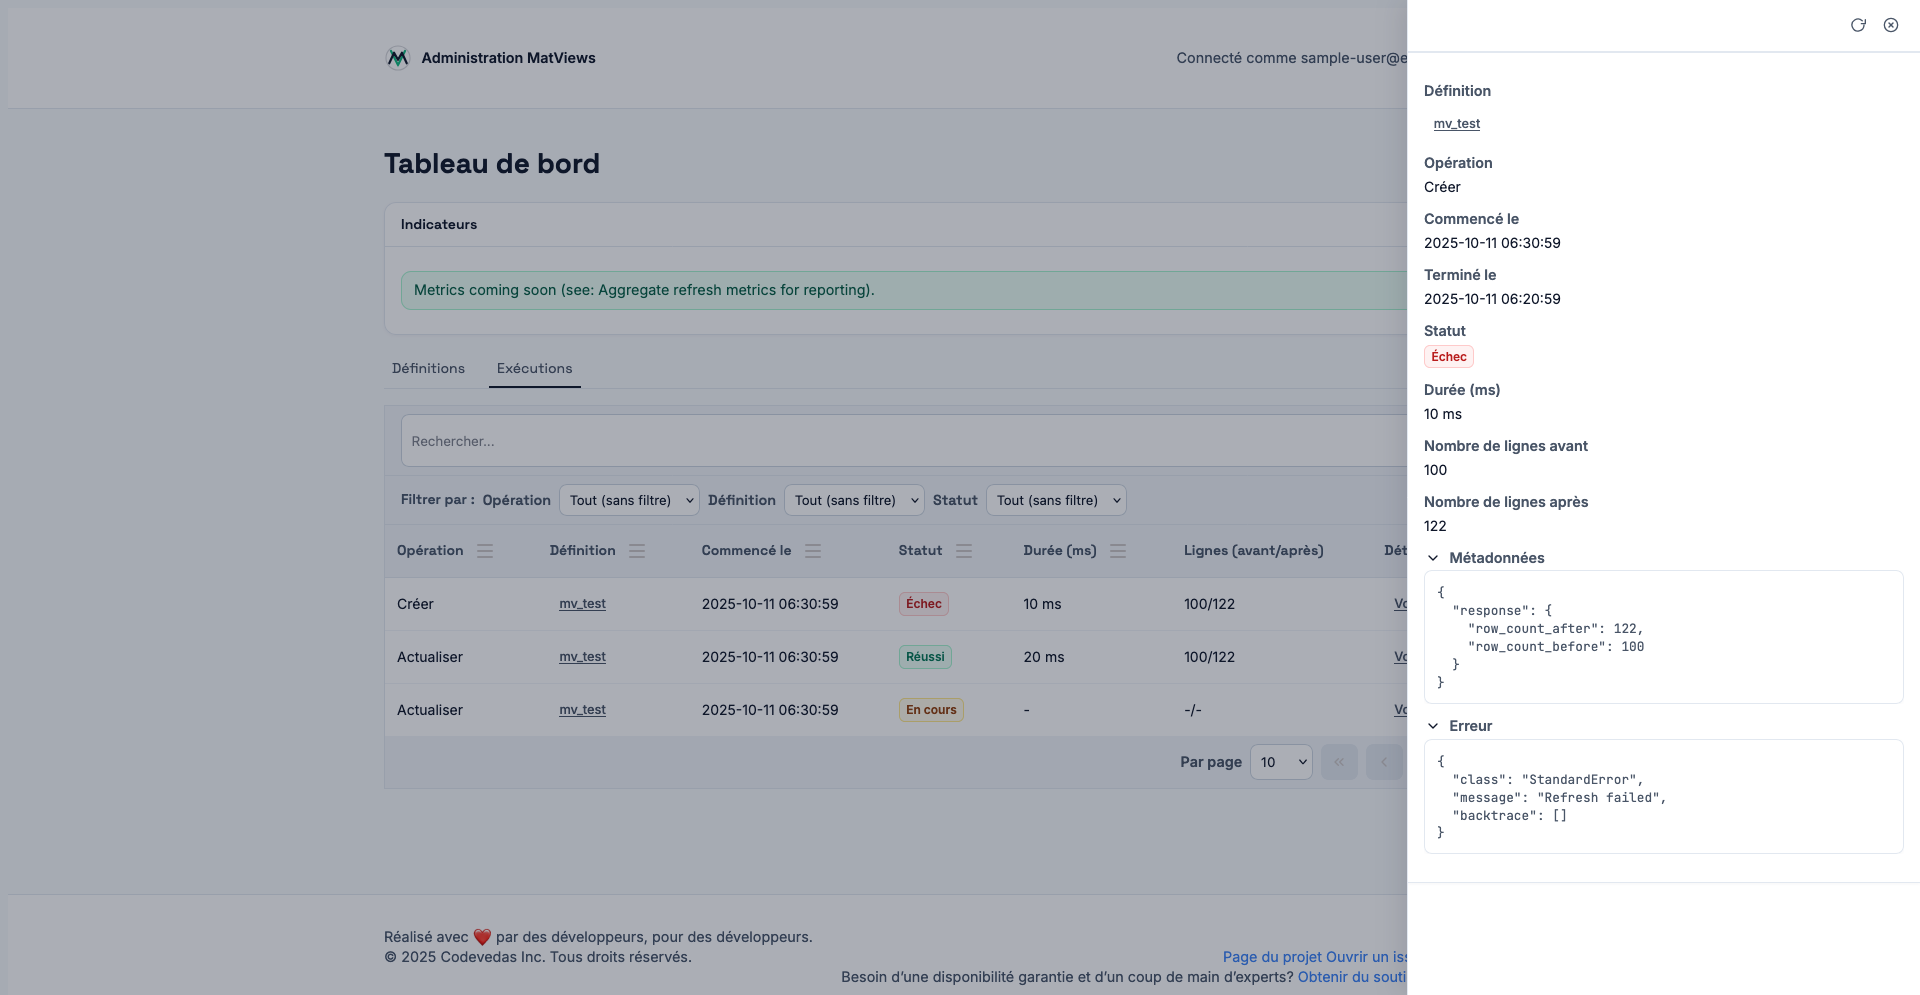 Administration MatViews
Connecté comme sample-user@e
Tableau de bord
Indicateurs
Metrics coming soon (see: Aggregate refresh metrics for reporting).
Définitions Exécutions
Rechercher...
Filtrer par : Opération Tout (sans filtre) Définition Tout (sans filtre) Statut Tout (sans filtre)
Opération Définition Commencé le Statut Durée (ms) Lignes (avant/après) Dét
Créer mv_test 2025-10-11 06:30:59 Échec 10 ms 100/122 Vo
Actualiser mv_test 2025-10-11 06:30:59 Réussi 20 ms 100/122 Vo
Actualiser mv_test 2025-10-11 06:30:59 En cours - -/- Vo
Par page 10 « ‹
Réalisé avec ❤️ par des développeurs, pour des développeurs.
© 2025 Codevedas Inc. Tous droits réservés.
Page du projet Ouvrir un iss
Besoin d’une disponibilité garantie et d’un coup de main d’experts? Obtenir du souti
Définition
mv_test
Opération
Créer
Commencé le
2025-10-11 06:30:59
Terminé le
2025-10-11 06:20:59
Statut
Échec
Durée (ms)
10 ms
Nombre de lignes avant
100
Nombre de lignes après
122
Métadonnées
{
  "response": {
    "row_count_after": 122,
    "row_count_before": 100
  }
}
Erreur
{
  "class": "StandardError",
  "message": "Refresh failed",
  "backtrace": []
}